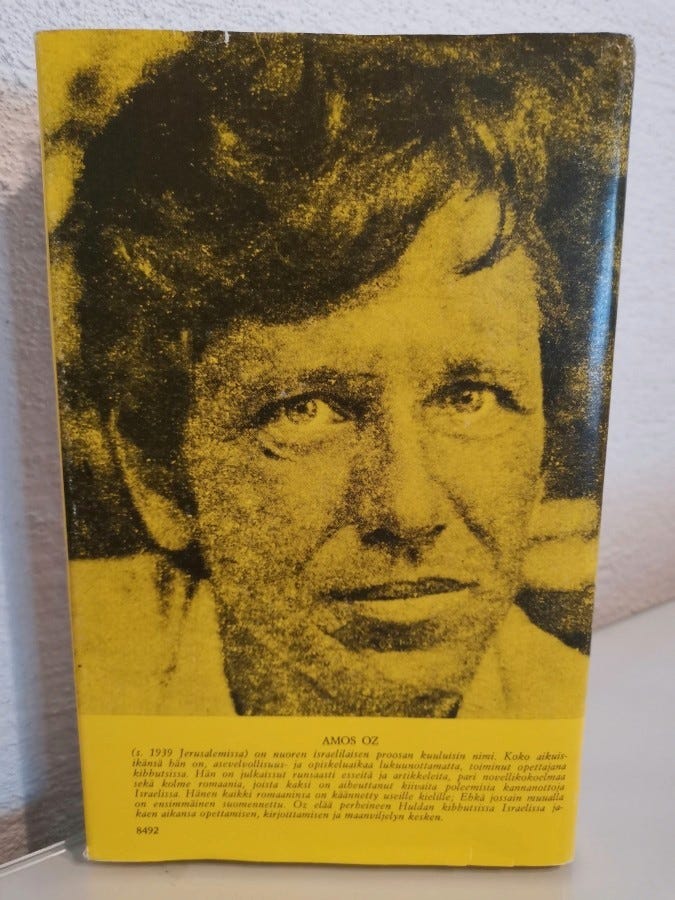 AMOS OZ
(s. 1939 Jerusalemissa) on nuoren israelilaisen proosan kuuluisin nimi. Koko aikuis-
ikänsä hän on, asevelvollisuus- ja opiskeluaikaa lukuunottamatta, toiminut opettajana
kibbutsissa. Hän on julkaissut runsaasti esseitä ja artikkeleita, pari novellikokoelmaa
sekä kolme romaania, joista kaksi on aiheuttanut kiivaita poleemisia kannanottoja
Israelissa. Hänen kaikki romaaninsa on käännetty useille kielille; Ehkä jossain muualla
on ensimmäinen suomennettu. Oz elää perheineen Huldan kibbutsissa Israelissa ja-
kaen aikansa opettamisen, kirjoittamisen ja maanviljelyn kesken.
8492